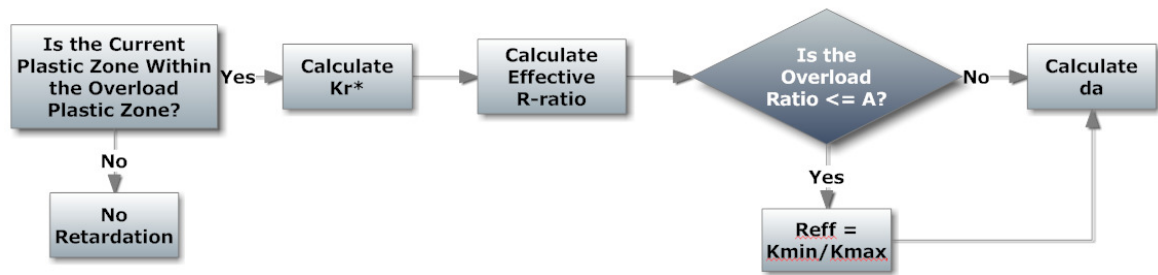 Is the Current
Plastic Zone Within
the Overload
Plastic Zone?
Yes
Calculate
Kr*
Calculate
Effective
R-ratio
Is the
Overload
Ratio <= A?
No
Calculate
da
No
No
Retardation
Yes
Reff =
Kmin/Kmax